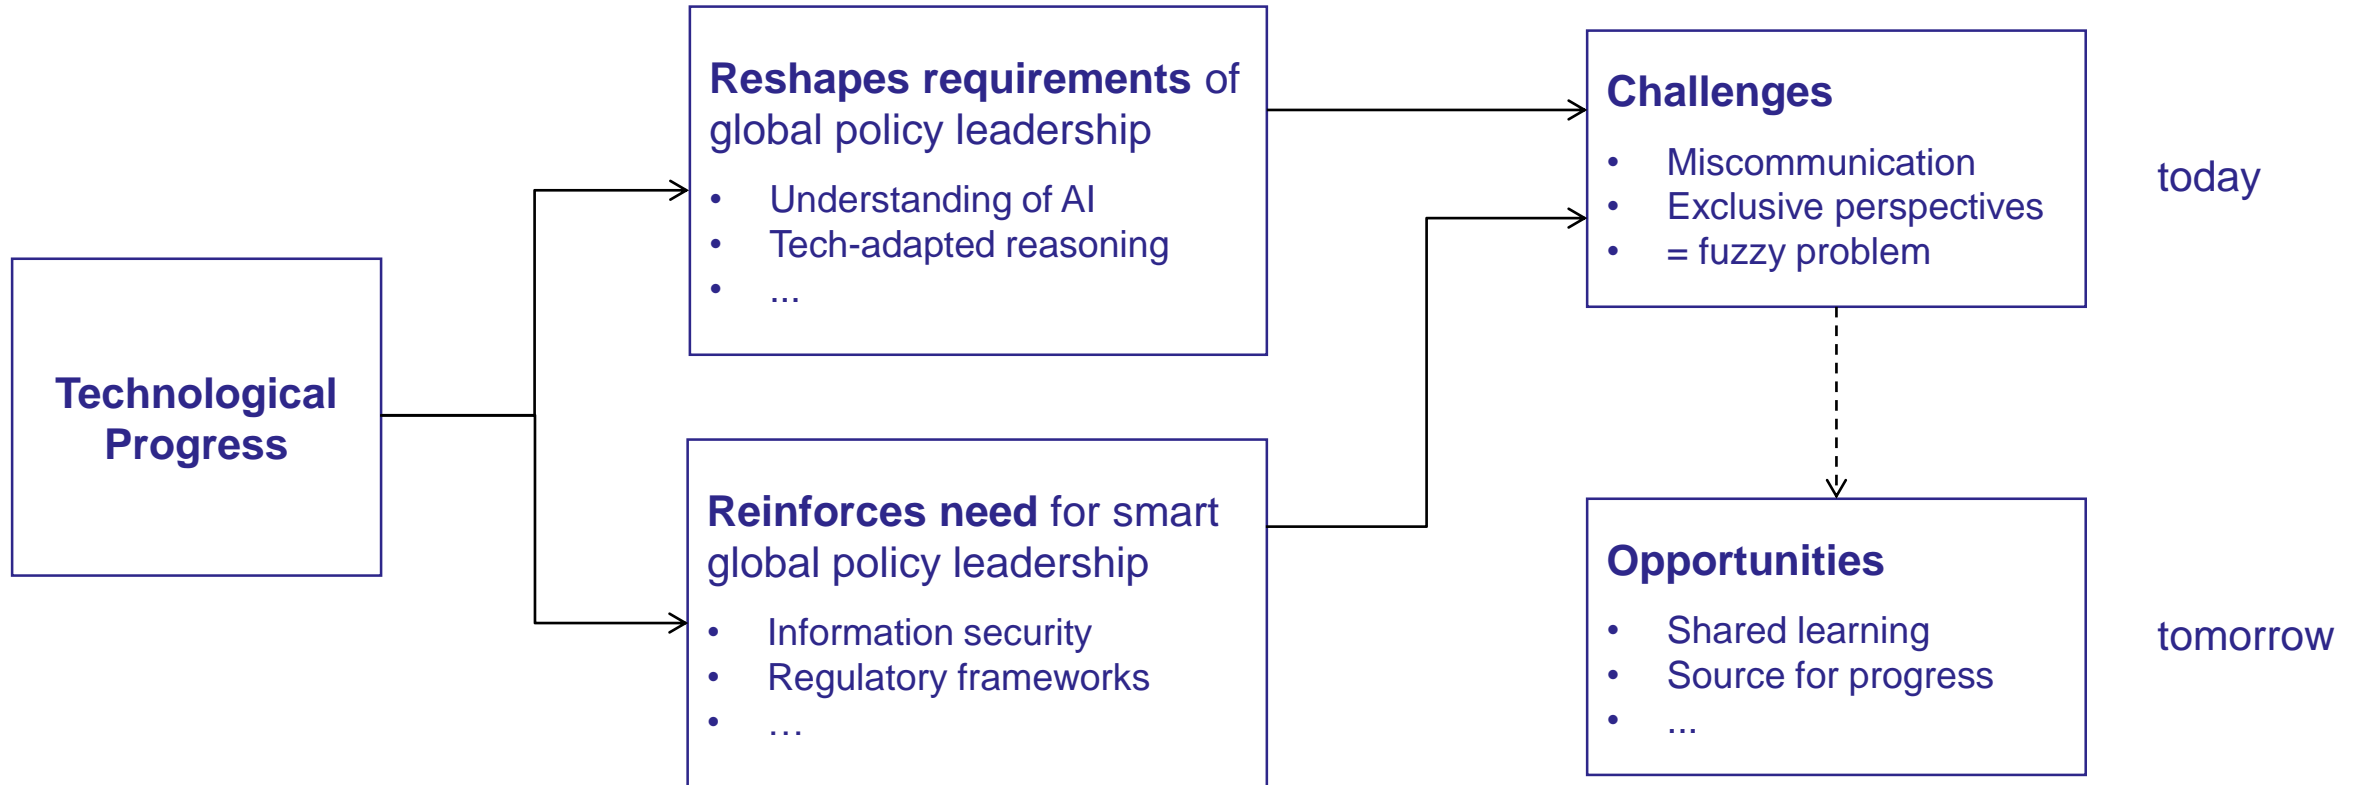 Technological
Progress
Reshapes requirements of
global policy leadership
• Understanding of AI
• Tech-adapted reasoning
• ...
Reinforces need for smart
global policy leadership
• Information security
• Regulatory frameworks
• …
Challenges
• Miscommunication
• Exclusive perspectives
• = fuzzy problem
today
Opportunities
• Shared learning
• Source for progress
• ...
tomorrow